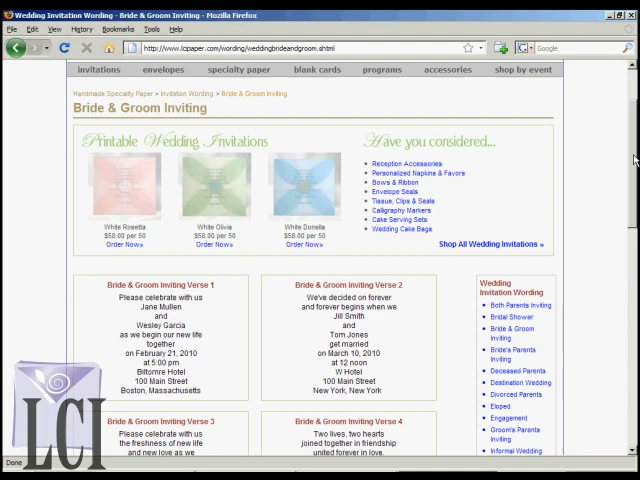 Wedding Invitation Wording - Bride & Groom Inviting - Mozilla Firefox
File Edit View History Bookmarks Tools Help
http://www.lcipaper.com/wording/weddingbrideandgroom.shtml
Google
invitations envelopes specialty paper blank cards programs accessories shop by event
Handmade Specialty Paper > Invitation Wording > Bride & Groom Inviting
Bride & Groom Inviting
Printable Wedding Invitations
White Rosetta
$58.00 per 50
Order Now»
White Olivia
$58.00 per 50
Order Now»
White Donelia
$58.00 per 50
Order Now»
Have you considered...
Reception Accessories
Personalized Napkins & Favors
Bows & Ribbon
Envelope Seals
Tissue, Clips & Seals
Calligraphy Markers
Cake Serving Sets
Wedding Cake Bags
Shop All Wedding Invitations »
Bride & Groom Inviting Verse 1
Please celebrate with us
Jane Mullen
and
Wesley Garcia
as we begin our new life
together
on February 21, 2010
at 5:00 pm
Biltomre Hotel
100 Main Street
Boston, Massachusetts
Bride & Groom Inviting Verse 2
We've decided on forever
and forever begins when we
Jill Smith
and
Tom Jones
get married
on March 10, 2010
at 12 noon
W Hotel
100 Main Street
New York, New York
Wedding
Invitation Wording
Both Parents Inviting
Bridal Shower
Bride & Groom
Inviting
Bride's Parents
Inviting
Deceased Parents
Destination Wedding
Divorced Parents
Eloped
Engagement
Groom's Parents
Inviting
Informal Wedding
Bride & Groom Inviting Verse 3
Please celebrate with us
the freshness of new life
and new love as we
Bride & Groom Inviting Verse 4
Two lives, two hearts
joined together in friendship
united forever in love.
LCI
Done